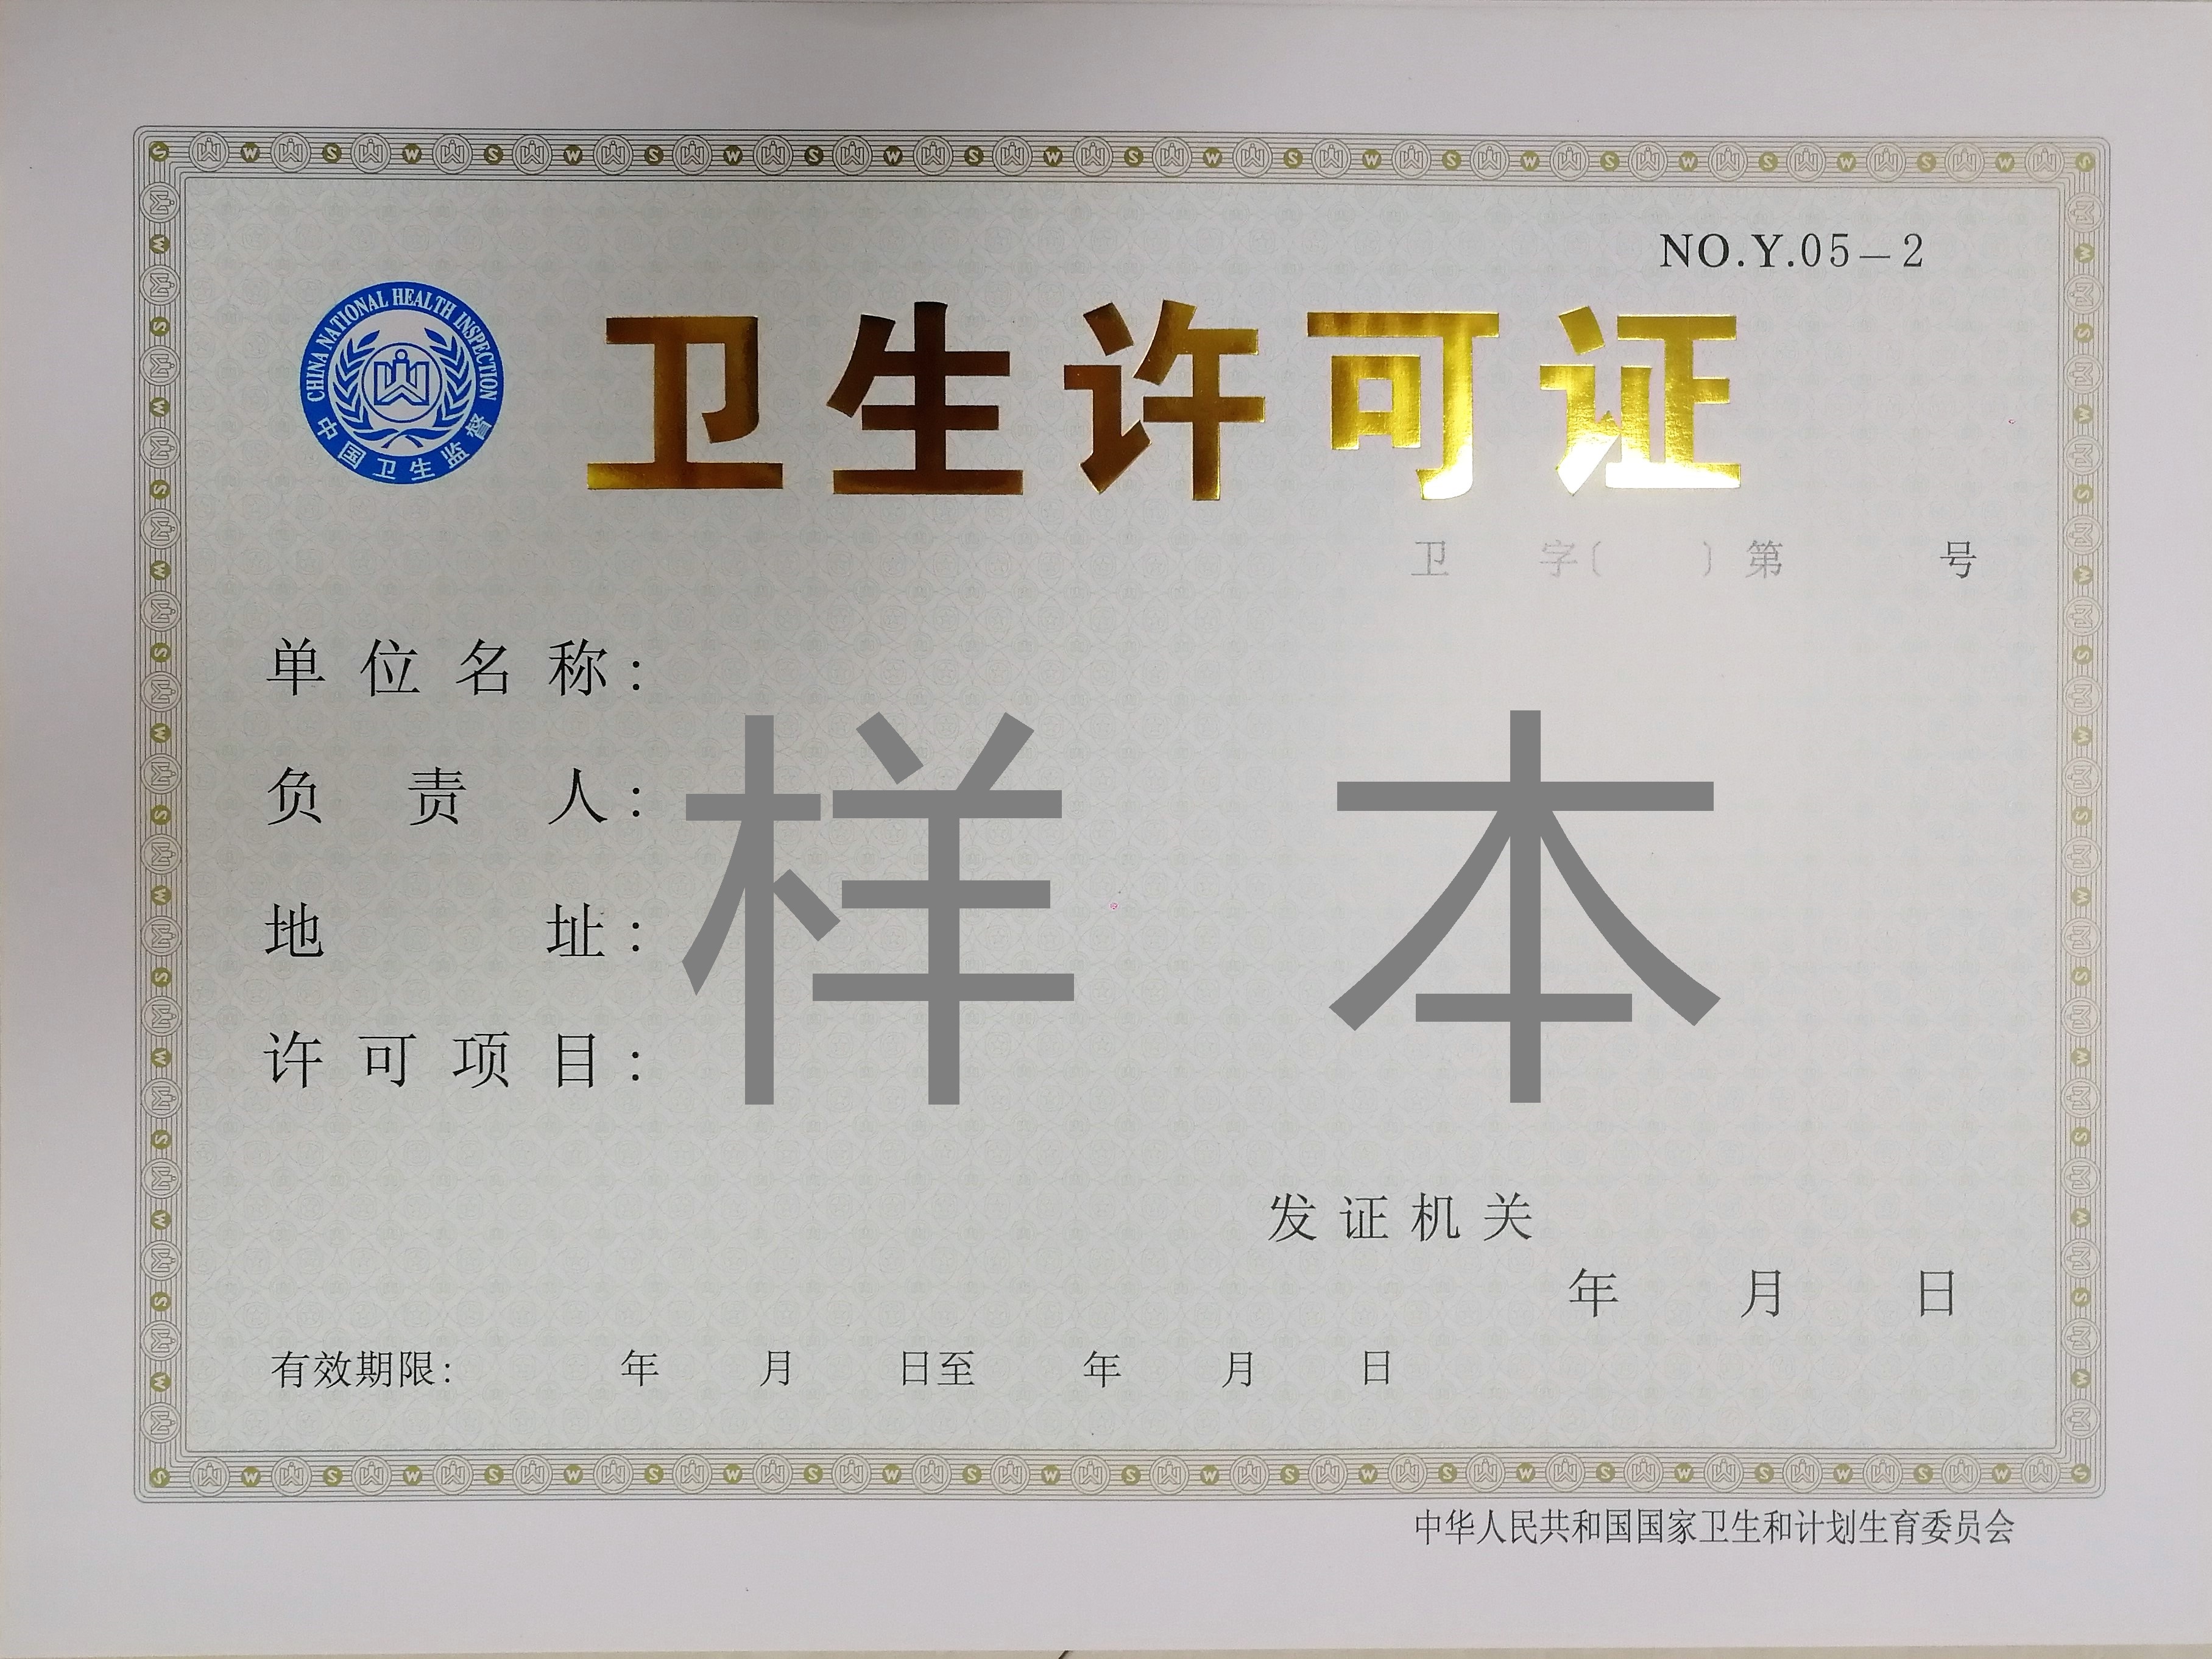 NO.Y.05-2
CHINA NATIONAL HEALTH INSPECTION
中国卫生监督
卫生许可证
卫 字〔 〕第 号
单位名称:
负责人:
样本
地址:
许可项目:
发证机关
年 月 日
有效期限: 年 月 日至 年 月 日
中华人民共和国国家卫生和计划生育委员会